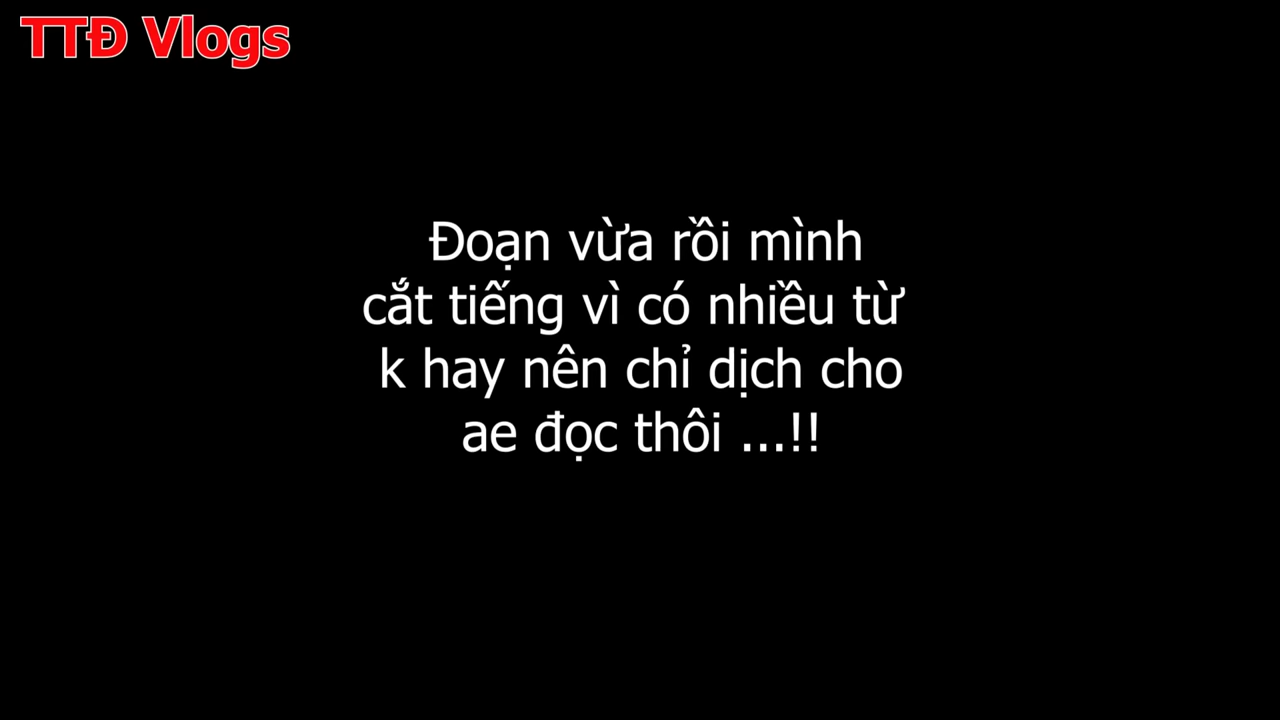 TTĐ Vlogs
Đoạn vừa rồi mình
cắt tiếng vì có nhiều từ
k hay nên chỉ dịch cho
ae đọc thôi ...!!